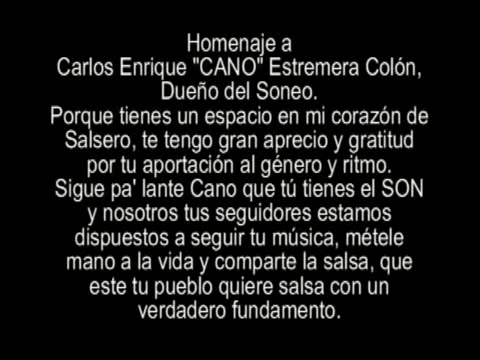 Homenaje a
Carlos Enrique "CANO" Estremera Colón,
Dueño del Soneo.
Porque tienes un espacio en mi corazón de
Salsero, te tengo gran aprecio y gratitud
por tu aportación al género y ritmo.
Sigue pa' lante Cano que tú tienes el SON
y nosotros tus seguidores estamos
dispuestos a seguir tu música, métele
mano a la vida y comparte la salsa, que
este tu pueblo quiere salsa con un
verdadero fundamento.